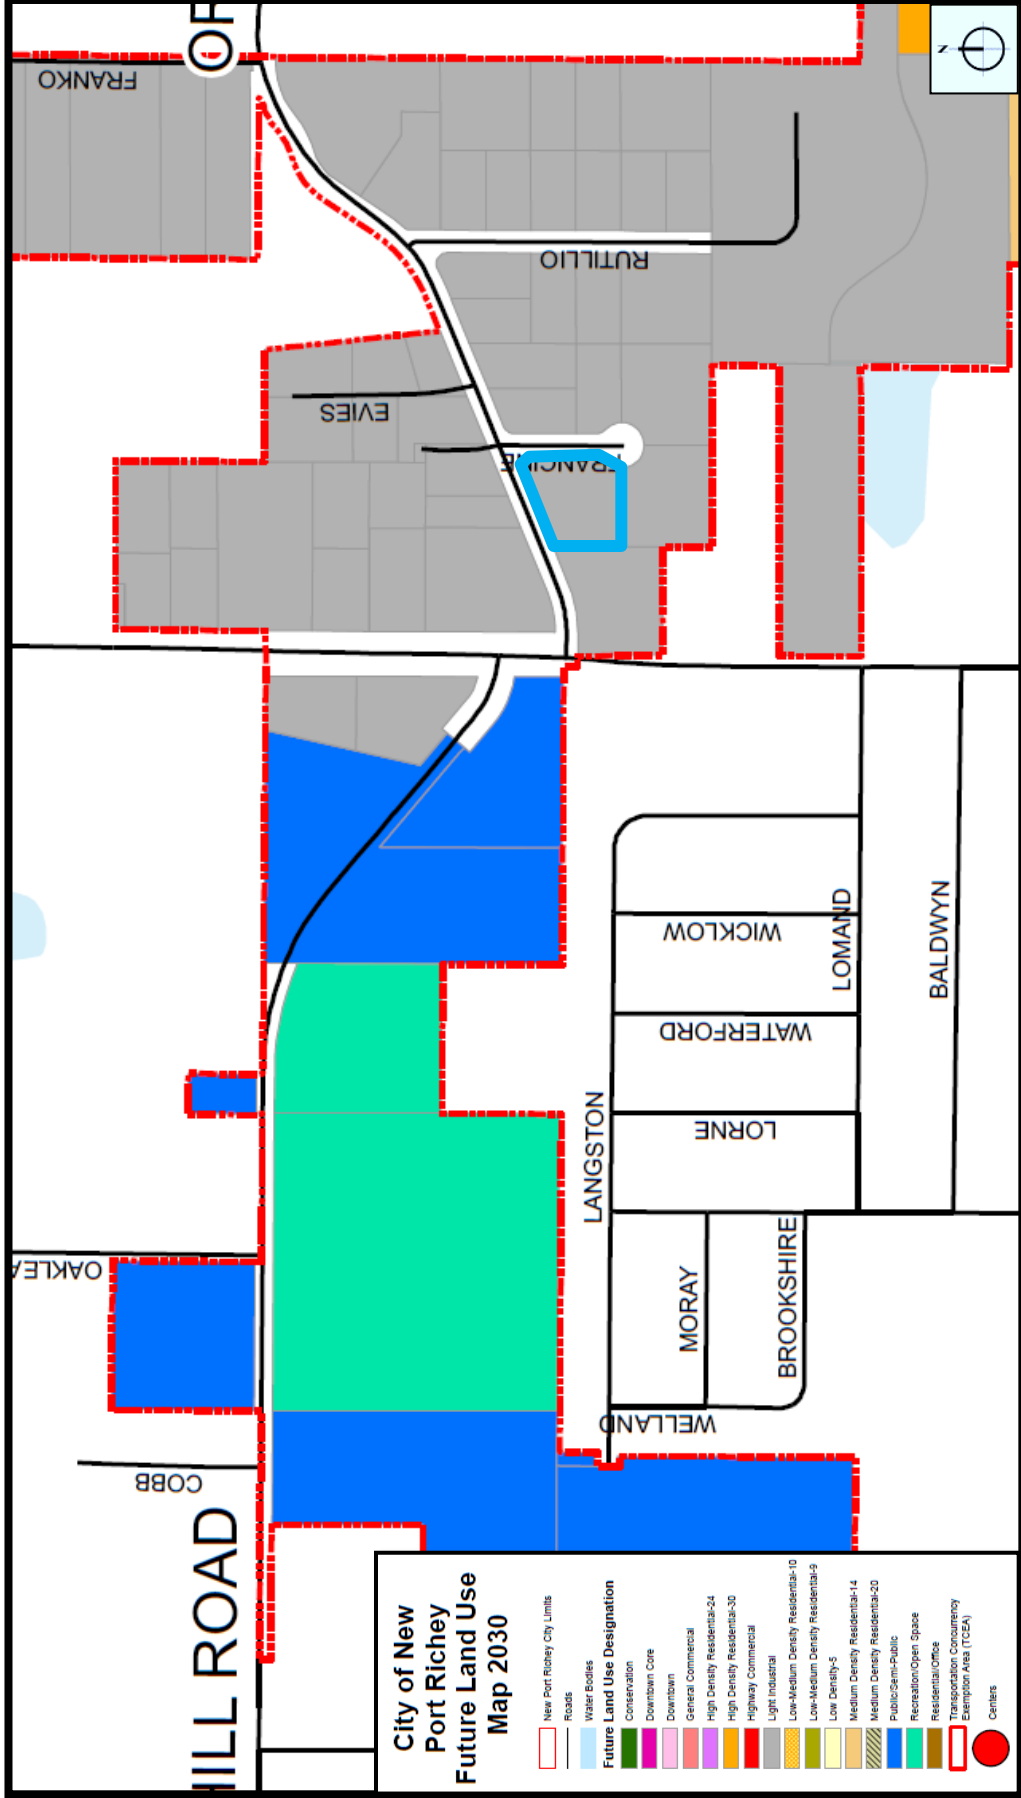 OF
N
FRANKO
RUTILLIO
EVIES
FRANCINE
WICKLOW
LOMAND
BALDWYN
WATERFORD
LORNE
LANGSTON
MORAY
BROOKSHIRE
WELLAND
OAKLEA
COBB
HILL ROAD
City of New
Port Richey
Future Land Use
Map 2030
New Port Richey City Limits
Roads
Water Bodies
Future Land Use Designation
Conservation
Downtown Core
Downtown
General Commercial
High Density Residential-24
High Density Residential-30
Highway Commercial
Light Industrial
Low-Medium Density Residential-10
Low-Medium Density Residential-9
Low Density-5
Medium Density Residential-14
Medium Density Residential-20
Public/Semi-Public
Recreation/Open Space
Residential/Office
Transportation Concurrency
Exemption Area (TCEA)
Centers